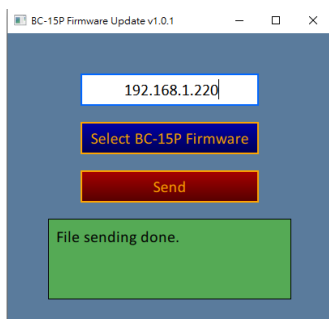 BC-15P Firmware Update v1.0.1
192.168.1.220
Select BC-15P Firmware
Send
File sending done.